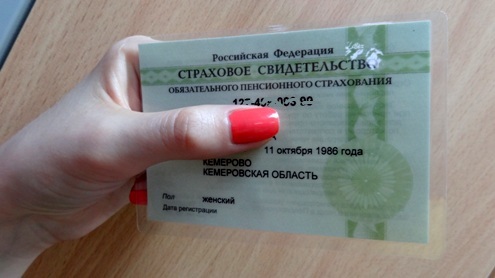 Российская Федерация
СТРАХОВОЕ СВИДЕТЕЛЬСТВО
ОБЯЗАТЕЛЬНОГО ПЕНСИОННОГО СТРАХОВАНИЯ
11 октября 1986 года
КЕМЕРОВО
КЕМЕРОВСКАЯ ОБЛАСТЬ
Пол женский
Дата регистрации